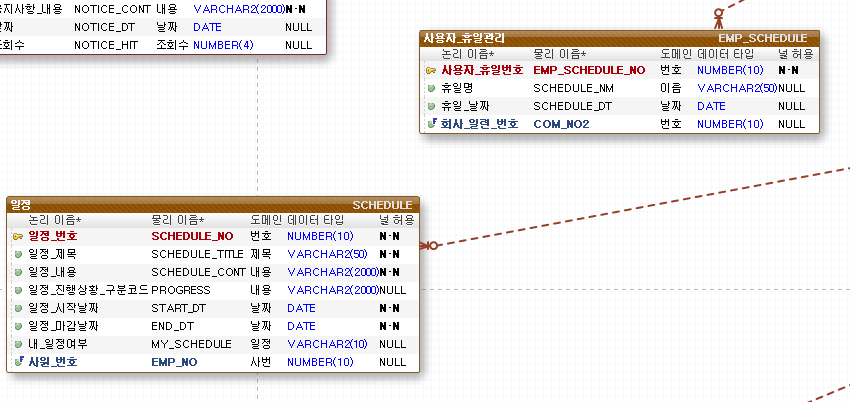 지사항_내용 NOTICE_CONT 내용 VARCHAR2(2000) N-N
날짜 NOTICE_DT 날짜 DATE NULL
조회수 NOTICE_HIT 조회수 NUMBER(4) NULL
사용자_휴일관리 EMP_SCHEDULE
논리 이름* 물리 이름* 도메인 데이터 타입 널 허용
사용자_휴일번호 EMP_SCHEDULE_NO 번호 NUMBER(10) N-N
휴일명 SCHEDULE_NM 이름 VARCHAR2(50) NULL
휴일_날짜 SCHEDULE_DT 날짜 DATE NULL
회사_일련_번호 COM_NO2 번호 NUMBER(10) NULL
일정 SCHEDULE
논리 이름* 물리 이름* 도메인 데이터 타입 널 허용
일정_번호 SCHEDULE_NO 번호 NUMBER(10) N-N
일정_제목 SCHEDULE_TITLE 제목 VARCHAR2(50) N-N
일정_내용 SCHEDULE_CONT 내용 VARCHAR2(2000) N-N
일정_진행상황_구분코드 PROGRESS 내용 VARCHAR2(2000) NULL
일정_시작날짜 START_DT 날짜 DATE N-N
일정_마감날짜 END_DT 날짜 DATE N-N
내_일정여부 MY_SCHEDULE 일정 VARCHAR2(10) NULL
사원_번호 EMP_NO 사번 NUMBER(10) NULL